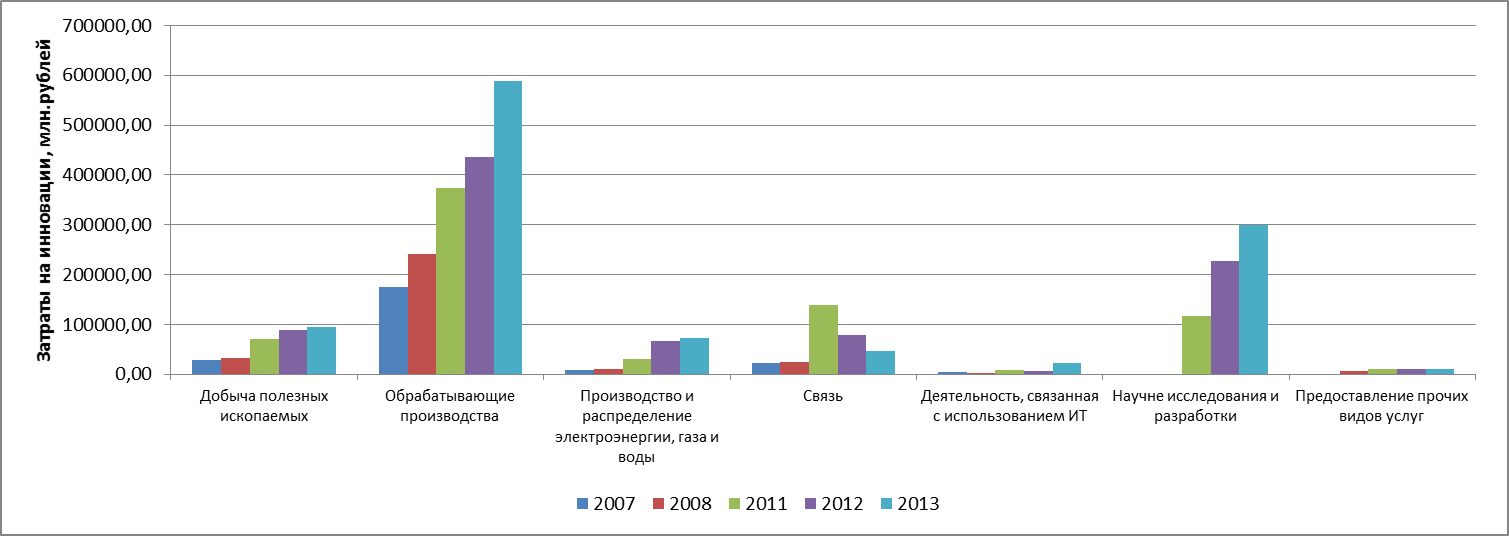 Затраты на инновации, млн.рублей
700000,00
600000,00
500000,00
400000,00
300000,00
200000,00
100000,00
0,00
Добыча полезных
ископаемых
Обрабатывающие
производства
Производство и
распределение
электроэнергии, газа и
воды
Связь
Деятельность, связанная
с использованием ИТ
Научне исследования и
разработки
Предоставление прочих
видов услуг
2007 2008 2011 2012 2013